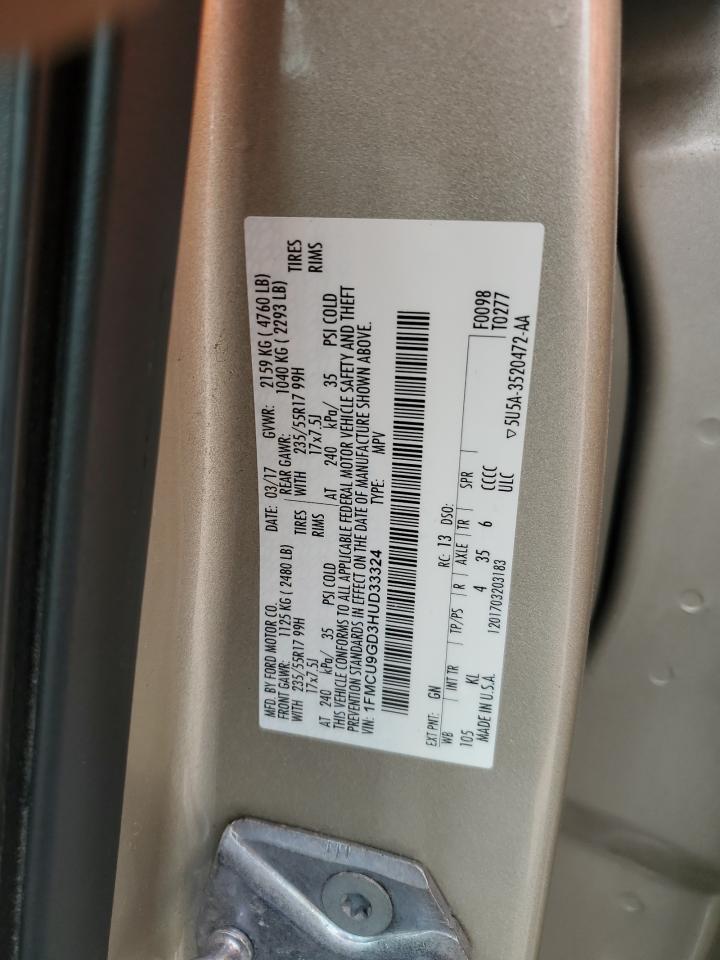 MFD. BY FORD MOTOR CO.
DATE: 03/17 GVWR: 2159 KG ( 4760 LB)
FRONT GAWR: 1125 KG ( 2480 LB) REAR GAWR: 1040 KG ( 2293 LB)
WITH 235/55R17 99H TIRES WITH 235/55R17 99H TIRES
17x7.5J RIMS 17x7.5J RIMS
AT 240 kPa/ 35 PSI COLD AT 240 kPa/ 35 PSI COLD
THIS VEHICLE CONFORMS TO ALL APPLICABLE FEDERAL MOTOR VEHICLE SAFETY AND THEFT
PREVENTION STANDARDS IN EFFECT ON THE DATE OF MANUFACTURE SHOWN ABOVE.
VIN: 1FMCU9GD3HUD33324 TYPE: MPV
EXT PNT: GN RC: 13 DSO:
WB INT TR TP/PS R AXLE TR SPR F0098
105 KL 4 35 6 CCCC T0277
MADE IN U.S.A. 1201703203183 ULC ▽5U5A-3520472-AA